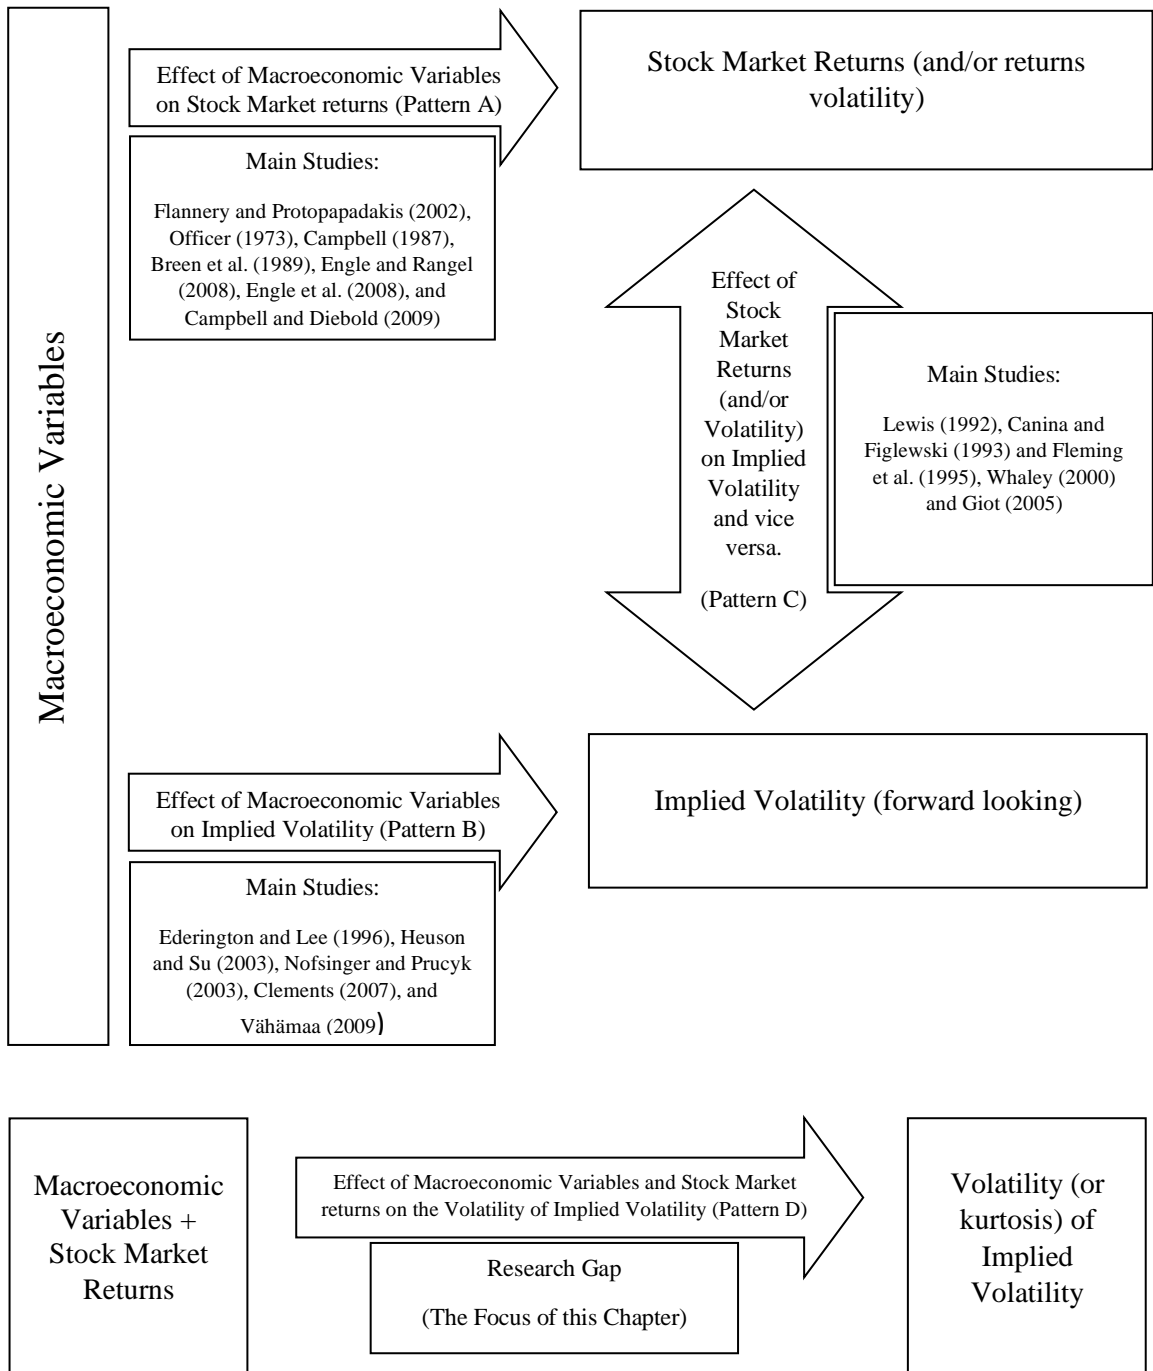 Macroeconomic Variables
Effect of Macroeconomic Variables
on Stock Market returns (Pattern A)
Main Studies:
Flannery and Protopapadakis (2002),
Officer (1973), Campbell (1987),
Breen et al. (1989), Engle and Rangel
(2008), Engle et al. (2008), and
Campbell and Diebold (2009)
Stock Market Returns (and/or returns
volatility)
Effect of
Stock
Market
Returns
(and/or
Volatility)
on Implied
Volatility
and vice
versa.
(Pattern C)
Main Studies:
Lewis (1992), Canina and
Figlewski (1993) and Fleming
et al. (1995), Whaley (2000)
and Giot (2005)
Effect of Macroeconomic Variables
on Implied Volatility (Pattern B)
Main Studies:
Ederington and Lee (1996), Heuson
and Su (2003), Nofsinger and Prucyk
(2003), Clements (2007), and
Vähämaa (2009)
Implied Volatility (forward looking)
Macroeconomic
Variables +
Stock Market
Returns
Effect of Macroeconomic Variables and Stock Market
returns on the Volatility of Implied Volatility (Pattern D)
Research Gap
(The Focus of this Chapter)
Volatility (or
kurtosis) of
Implied
Volatility